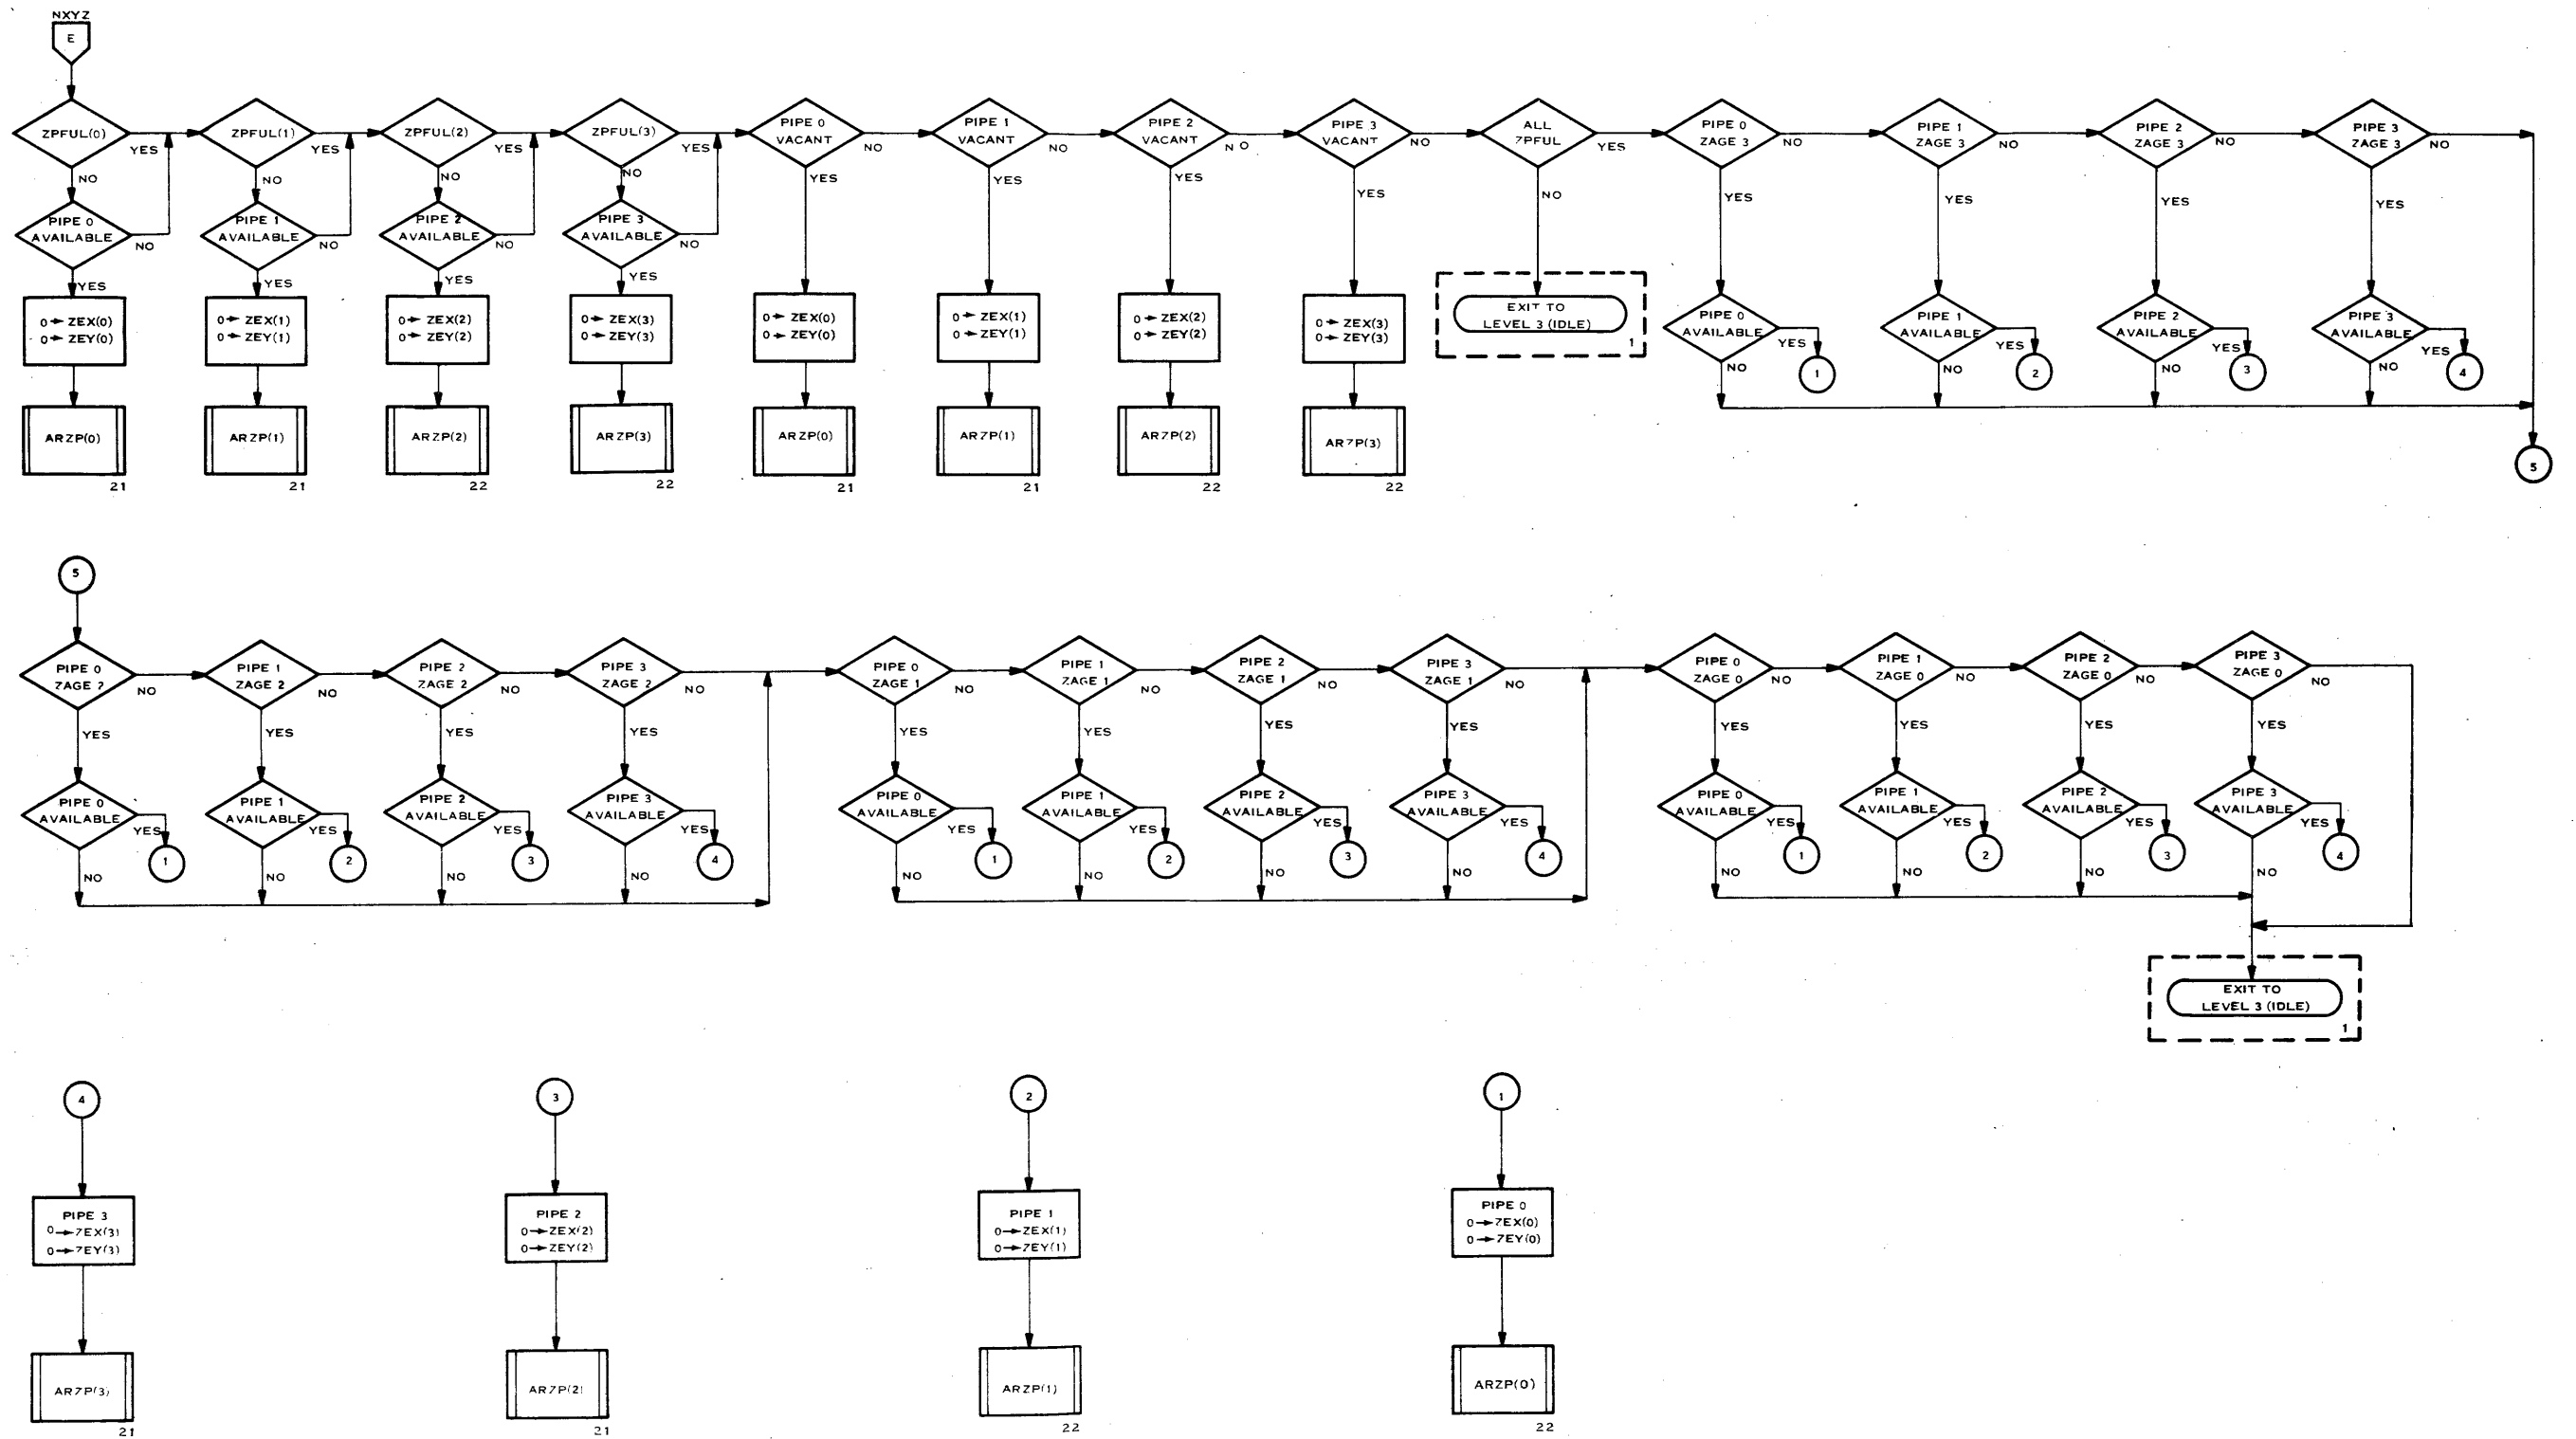 NXYZ
E
ZPFUL(0)
YES
NO
PIPE 0
AVAILABLE
NO
YES
0→ZEX(0)
0→ZEY(0)
ARZP(0)
21
ZPFUL(1)
YES
NO
PIPE 1
AVAILABLE
NO
YES
0→ZEX(1)
0→ZEY(1)
ARZP(1)
21
ZPFUL(2)
YES
NO
PIPE 2
AVAILABLE
NO
YES
0→ZEX(2)
0→ZEY(2)
ARZP(2)
22
ZPFUL(3)
YES
NO
PIPE 3
AVAILABLE
NO
YES
0→ZEX(3)
0→ZEY(3)
ARZP(3)
22
PIPE 0
VACANT
NO
YES
0→ZEX(0)
0→ZEY(0)
ARZP(0)
21
PIPE 1
VACANT
NO
YES
0→ZEX(1)
0→ZEY(1)
ARZP(1)
21
PIPE 2
VACANT
NO
YES
0→ZEX(2)
0→ZEY(2)
ARZP(2)
22
PIPE 3
VACANT
NO
YES
0→ZEX(3)
0→ZEY(3)
ARZP(3)
22
ALL
ZPFUL
YES
NO
EXIT TO
LEVEL 3 (IDLE)
1
PIPE 0
ZAGE 3
NO
YES
PIPE 0
AVAILABLE
YES
1
NO
PIPE 1
ZAGE 3
NO
YES
PIPE 1
AVAILABLE
YES
2
NO
PIPE 2
ZAGE 3
NO
YES
PIPE 2
AVAILABLE
YES
3
NO
PIPE 3
ZAGE 3
NO
YES
PIPE 3
AVAILABLE
YES
4
NO
5
5
PIPE 0
ZAGE 2
NO
YES
PIPE 0
AVAILABLE
YES
1
NO
PIPE 1
ZAGE 2
NO
YES
PIPE 1
AVAILABLE
YES
2
NO
PIPE 2
ZAGE 2
NO
YES
PIPE 2
AVAILABLE
YES
3
NO
PIPE 3
ZAGE 2
NO
YES
PIPE 3
AVAILABLE
YES
4
NO
PIPE 0
ZAGE 1
NO
YES
PIPE 0
AVAILABLE
YES
1
NO
PIPE 1
ZAGE 1
NO
YES
PIPE 1
AVAILABLE
YES
2
NO
PIPE 2
ZAGE 1
NO
YES
PIPE 2
AVAILABLE
YES
3
NO
PIPE 3
ZAGE 1
NO
YES
PIPE 3
AVAILABLE
YES
4
NO
PIPE 0
ZAGE 0
NO
YES
PIPE 0
AVAILABLE
YES
1
NO
PIPE 1
ZAGE 0
NO
YES
PIPE 1
AVAILABLE
YES
2
NO
PIPE 2
ZAGE 0
NO
YES
PIPE 2
AVAILABLE
YES
3
NO
PIPE 3
ZAGE 0
NO
YES
PIPE 3
AVAILABLE
YES
4
NO
EXIT TO
LEVEL 3 (IDLE)
1
4
PIPE 3
0→ZEX(3)
0→ZEY(3)
ARZP(3)
21
3
PIPE 2
0→ZEX(2)
0→ZEY(2)
ARZP(2)
21
2
PIPE 1
0→ZEX(1)
0→ZEY(1)
ARZP(1)
22
1
PIPE 0
0→ZEX(0)
0→ZEY(0)
ARZP(0)
22